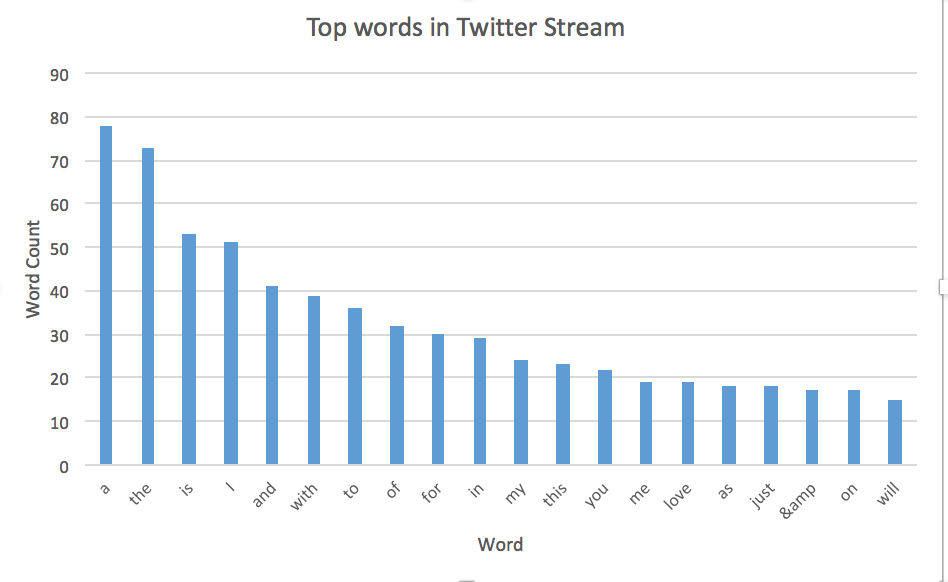 Top words in Twitter Stream
90
80
70
60
50
40
30
20
10
0
Word Count
a the is I and with to of for in my this you me love as just &amp on will
Word